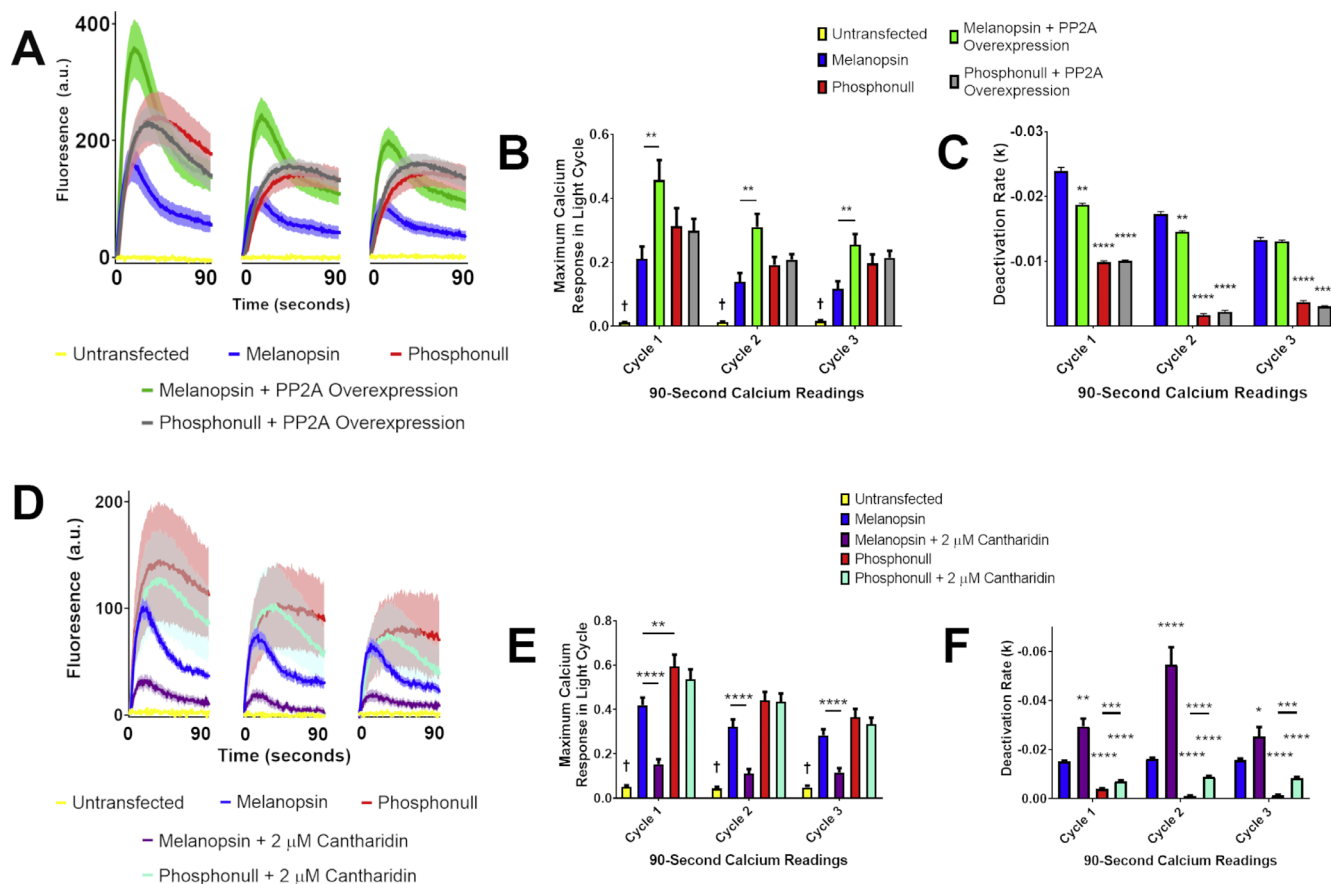 A
Fluoresence (a.u.)
400
200
0
0 90 0 90 0 90
Time (seconds)
Untransfected Melanopsin Phosphonull
Melanopsin + PP2A Overexpression
Phosphonull + PP2A Overexpression
Untransfected
Melanopsin
Phosphonull
Melanopsin + PP2A
Overexpression
Phosphonull + PP2A
Overexpression
B
Maximum Calcium
Response in Light Cycle
0.6
0.4
0.2
0.0
** ** **
† † †
Cycle 1 Cycle 2 Cycle 3
90-Second Calcium Readings
C
Deactivation Rate (k)
-0.03
-0.02
-0.01
** **
**** **** **** **** **** ***
Cycle 1 Cycle 2 Cycle 3
90-Second Calcium Readings
D
Fluoresence (a.u.)
200
100
0
0 90 0 90 0 90
Time (seconds)
Untransfected Melanopsin Phosphonull
Melanopsin + 2 μM Cantharidin
Phosphonull + 2 μM Cantharidin
Untransfected
Melanopsin
Melanopsin + 2 μM Cantharidin
Phosphonull
Phosphonull + 2 μM Cantharidin
E
Maximum Calcium
Response in Light Cycle
0.8
0.6
0.4
0.2
0.0
**
**** **** ****
† † †
Cycle 1 Cycle 2 Cycle 3
90-Second Calcium Readings
F
Deactivation Rate (k)
-0.06
-0.04
-0.02
0.00
****
** *** **** * ***
**** **** **** **** **** ****
Cycle 1 Cycle 2 Cycle 3
90-Second Calcium Readings